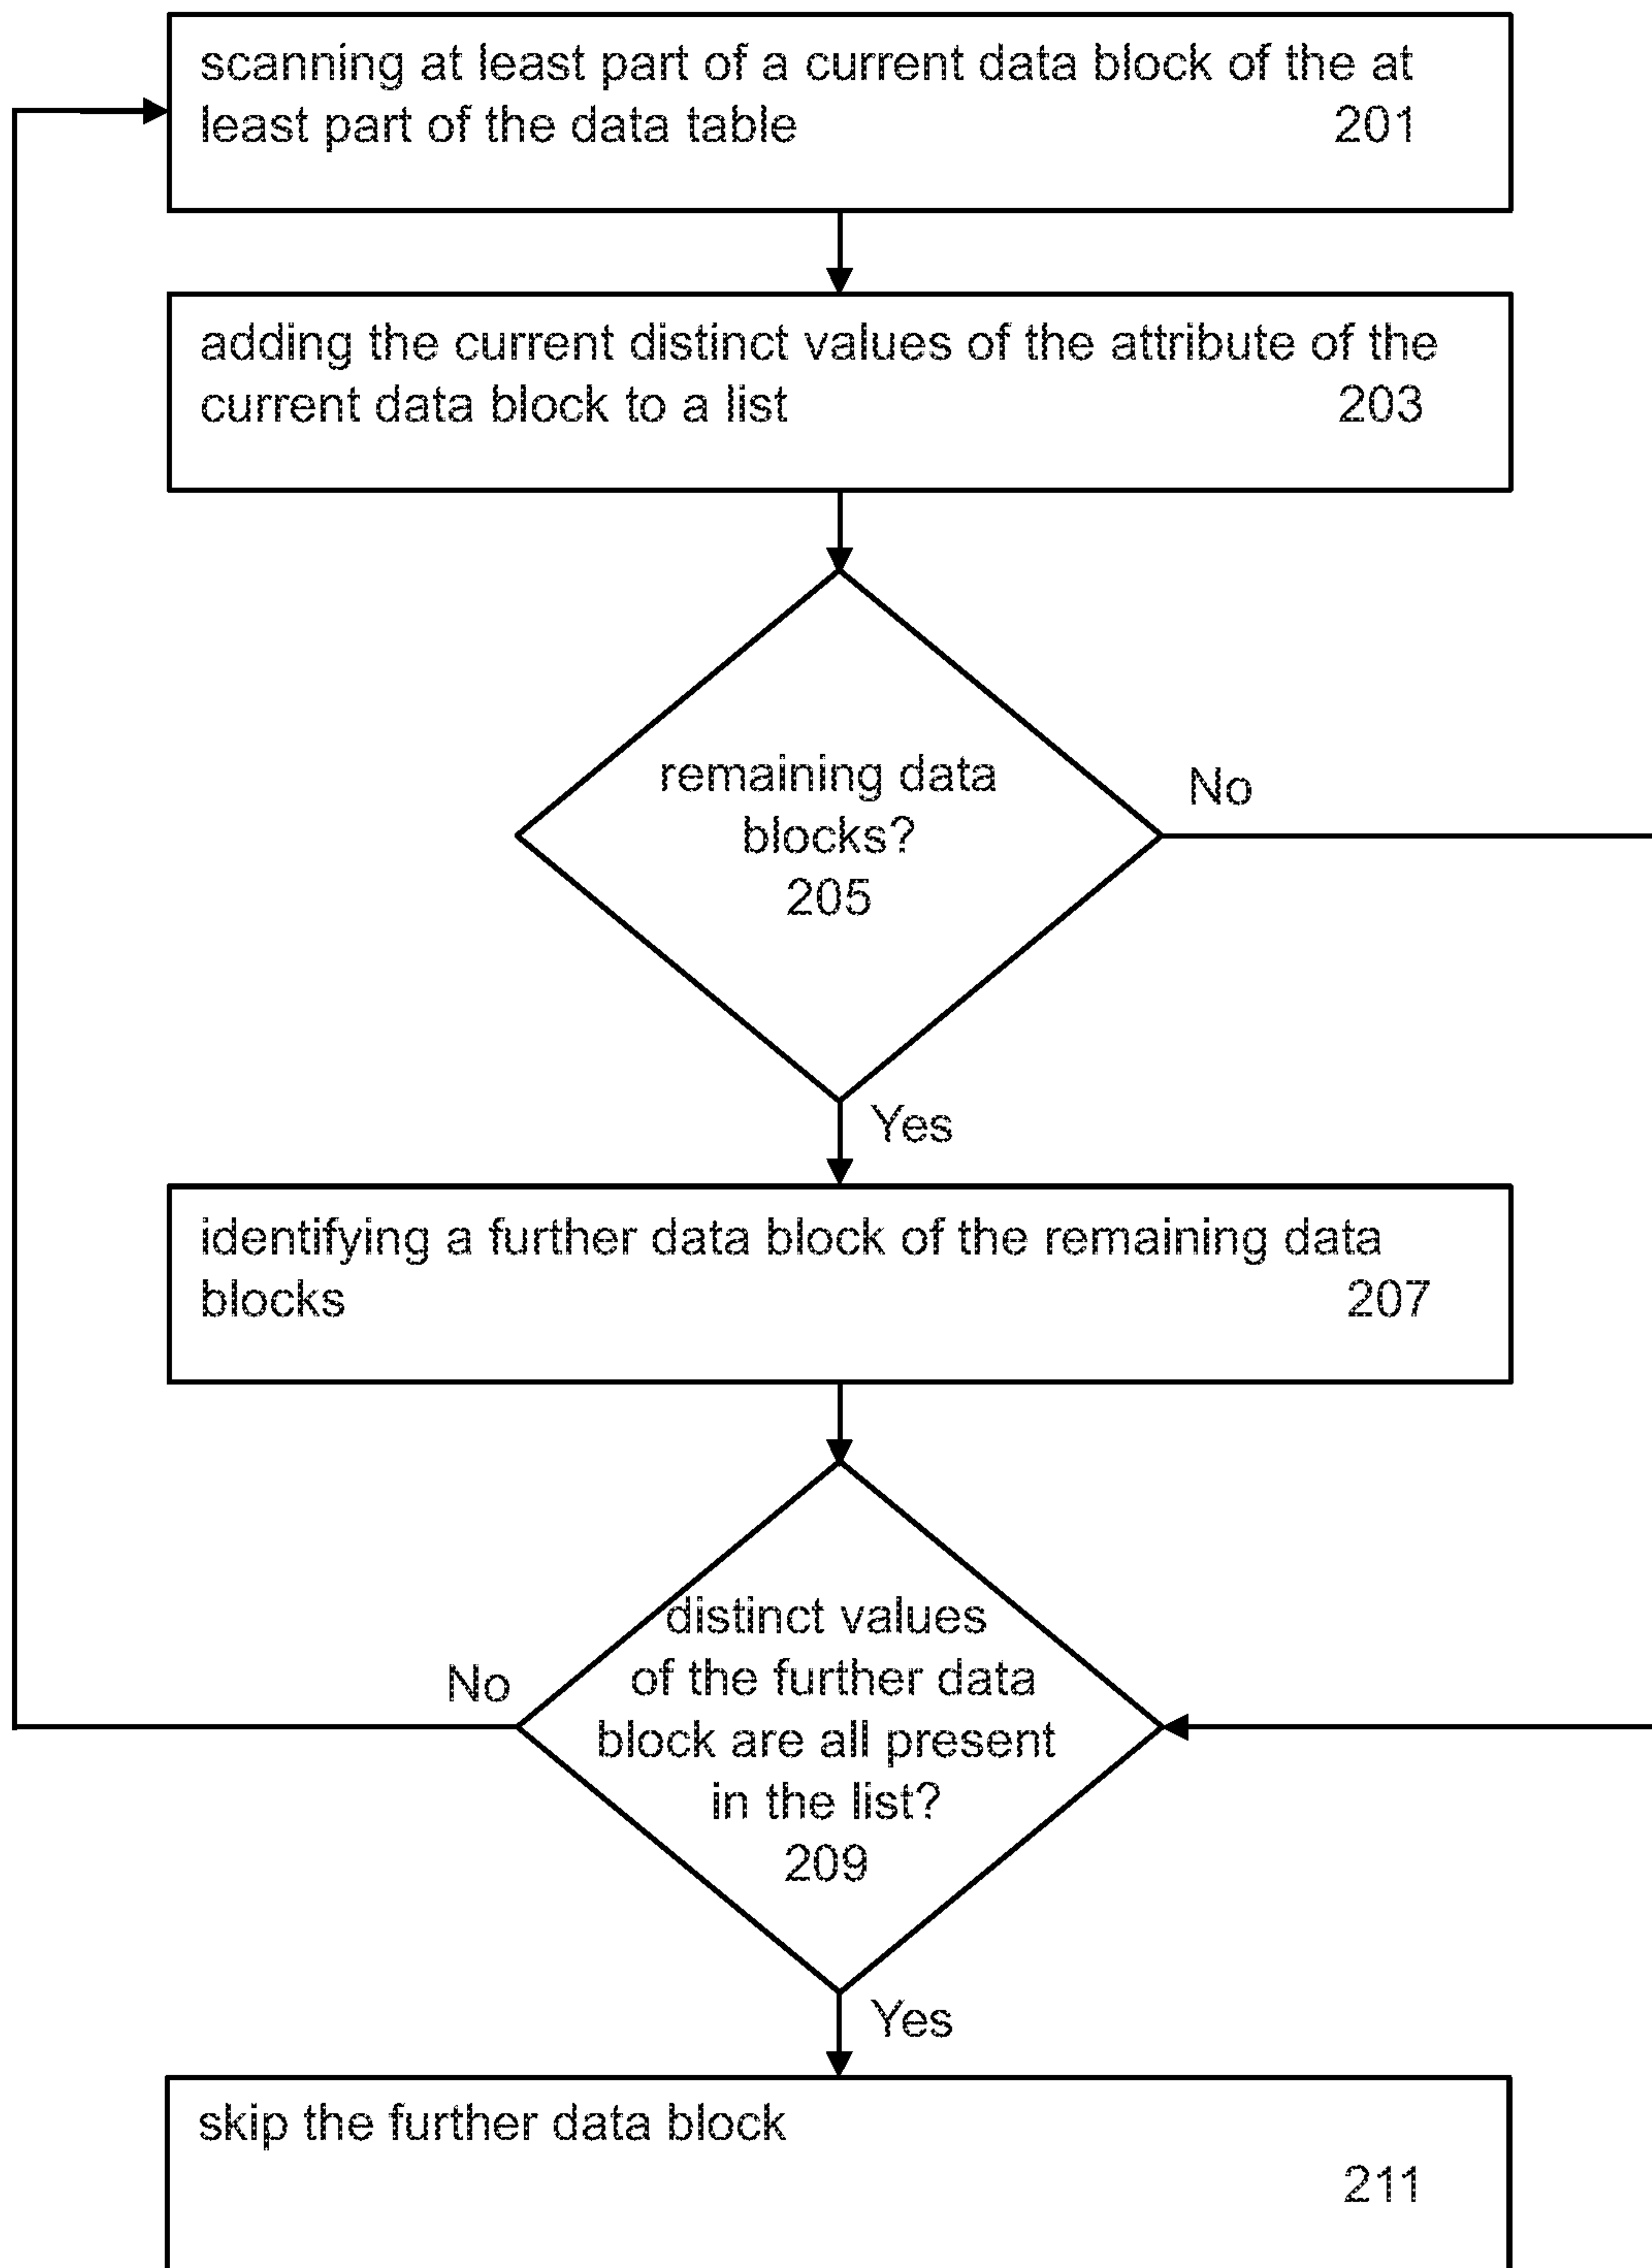 scanning at least part of a current data block of the at
least part of the data table 201
adding the current distinct values of the attribute of the
current data block to a list 203
remaining data
blocks?
205
No
Yes
identifying a further data block of the remaining data
blocks 207
distinct values
of the further data
block are all present
in the list?
209
No
Yes
skip the further data block
211